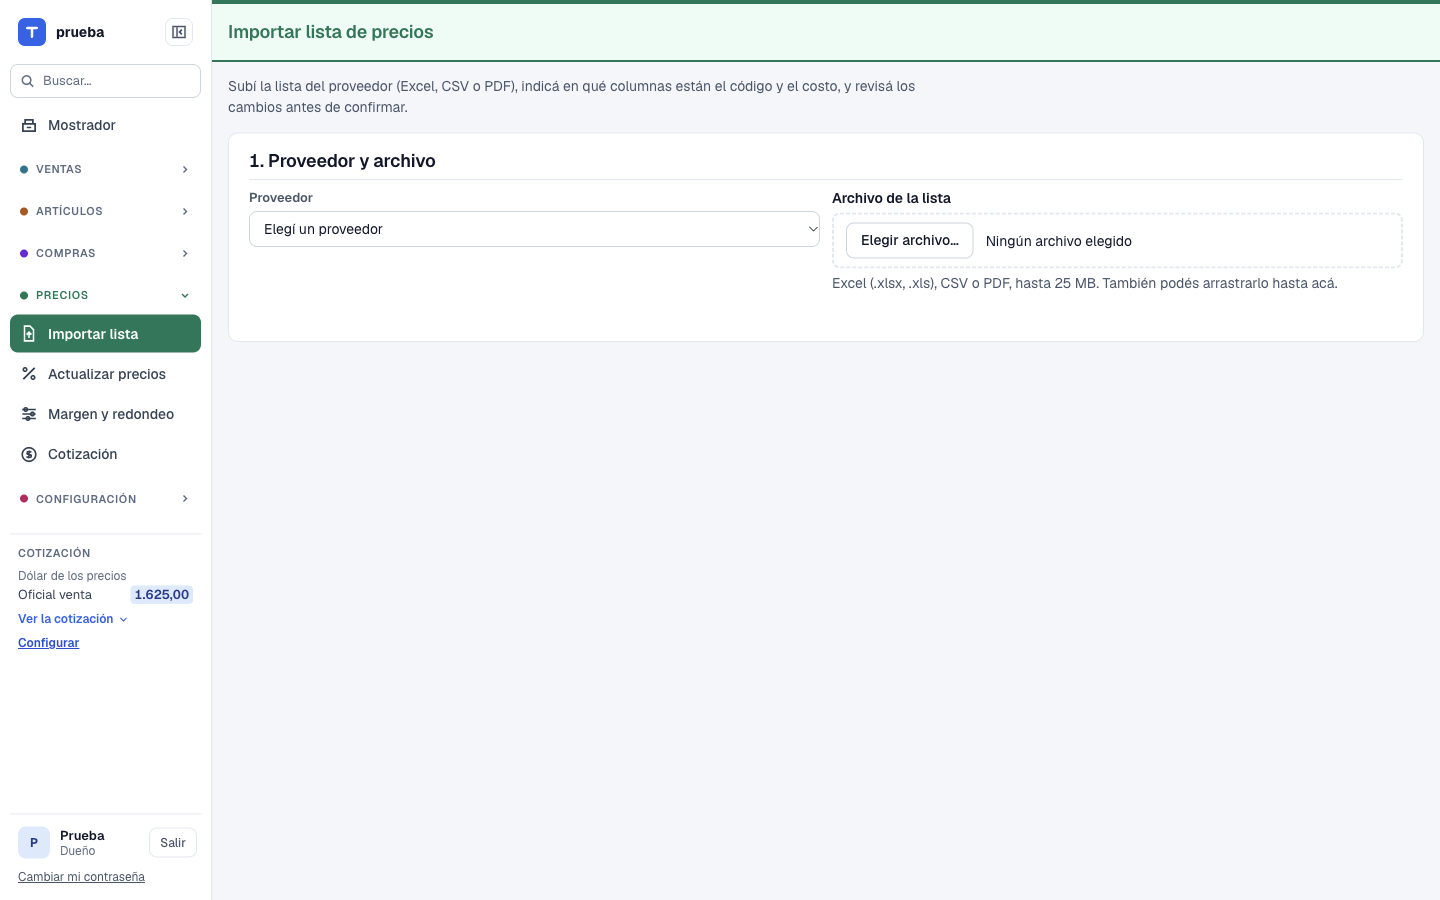 prueba
Buscar...
Mostrador
VENTAS
ARTÍCULOS
COMPRAS
PRECIOS
Importar lista
Actualizar precios
Margen y redondeo
Cotización
CONFIGURACIÓN
COTIZACIÓN
Dólar de los precios
Oficial venta 1.625,00
Ver la cotización
Configurar
P
Prueba
Dueño
Salir
Cambiar mi contraseña
Importar lista de precios
Subí la lista del proveedor (Excel, CSV o PDF), indicá en qué columnas están el código y el costo, y revisá los
cambios antes de confirmar.
1. Proveedor y archivo
Proveedor
Elegí un proveedor
Archivo de la lista
Elegir archivo... Ningún archivo elegido
Excel (.xlsx, .xls), CSV o PDF, hasta 25 MB. También podés arrastrarlo hasta acá.